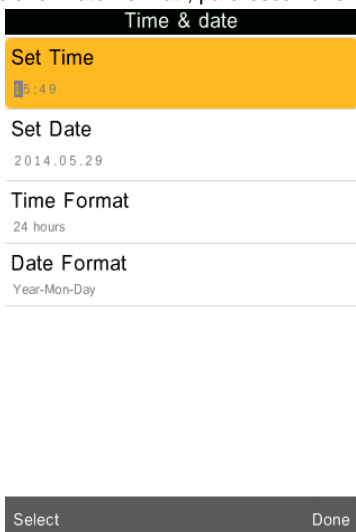 Time & date
Set Time
15:49
Set Date
2014.05.29
Time Format
24 hours
Date Format
Year-Mon-Day
Select Done